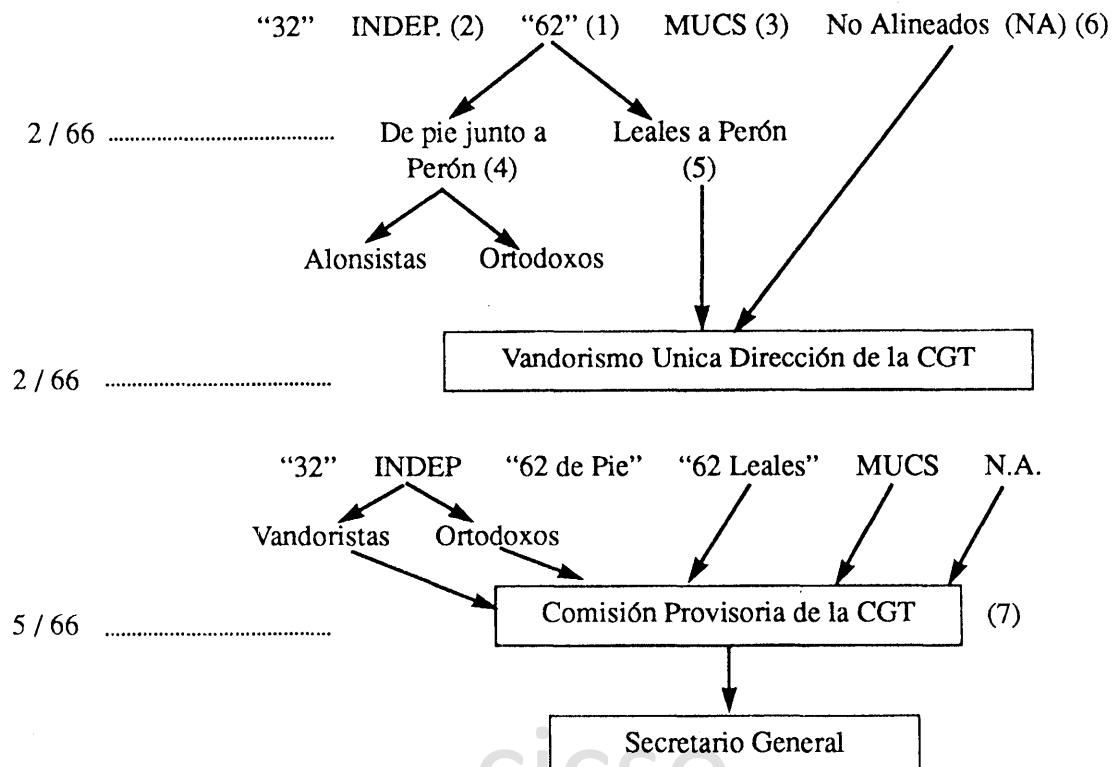 “32” INDEP. (2) “62” (1) MUCS (3) No Alineados (NA) (6)
2 / 66 ................................... De pie junto a Leales a Perón
Perón (4) (5)
Alonsistas Ortodoxos
Vandorismo Unica Dirección de la CGT
2 / 66 ...................................
“32” INDEP “62 de Pie” “62 Leales” MUCS N.A.
Vandoristas Ortodoxos
Comisión Provisoria de la CGT (7)
5 / 66 ...................................
Secretario General